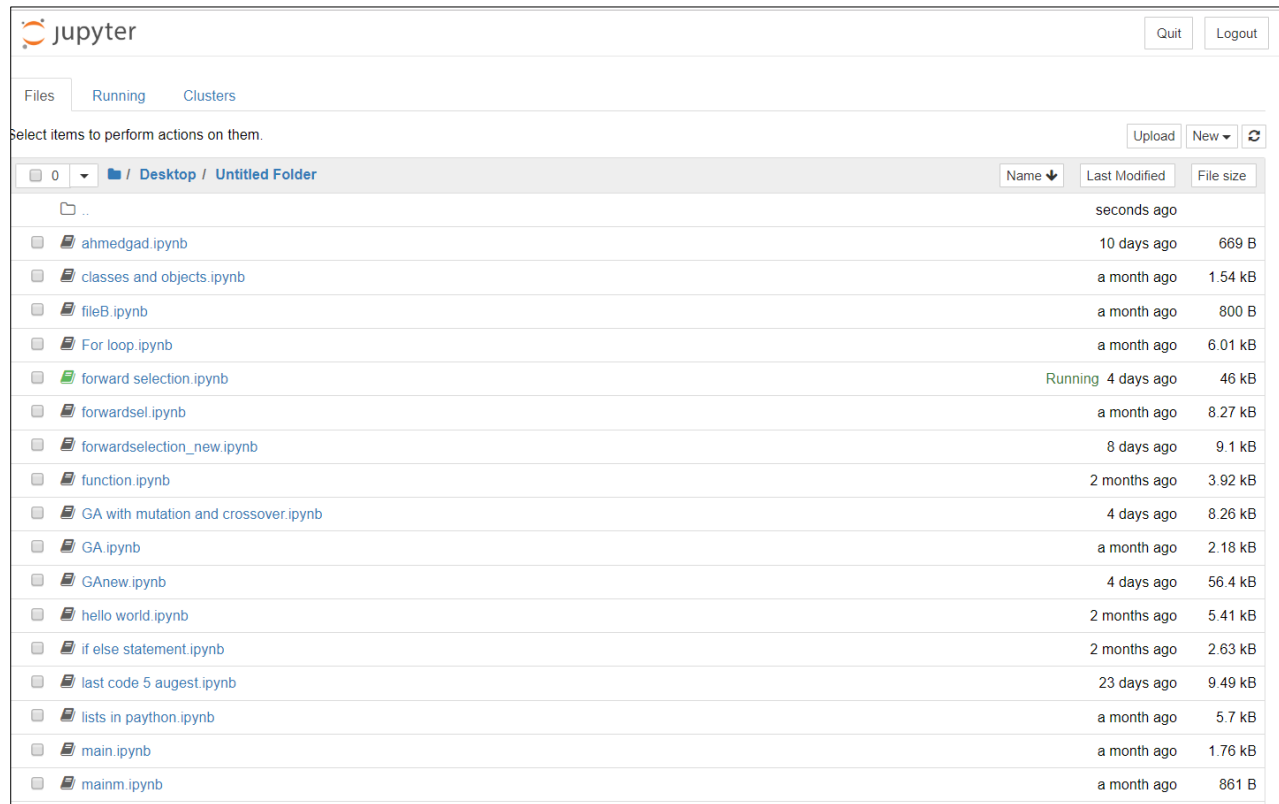 jupyter Quit Logout
Files Running Clusters
Select items to perform actions on them. Upload New
0 / Desktop / Untitled Folder Name Last Modified File size
.. seconds ago
ahmedgad.ipynb 10 days ago 669 B
classes and objects.ipynb a month ago 1.54 kB
fileB.ipynb a month ago 800 B
For loop.ipynb a month ago 6.01 kB
forward selection.ipynb Running 4 days ago 46 kB
forwardsel.ipynb a month ago 8.27 kB
forwardselection_new.ipynb 8 days ago 9.1 kB
function.ipynb 2 months ago 3.92 kB
GA with mutation and crossover.ipynb 4 days ago 8.26 kB
GA.ipynb a month ago 2.18 kB
GAnew.ipynb 4 days ago 56.4 kB
hello world.ipynb 2 months ago 5.41 kB
if else statement.ipynb 2 months ago 2.63 kB
last code 5 augest.ipynb 23 days ago 9.49 kB
lists in paython.ipynb a month ago 5.7 kB
main.ipynb a month ago 1.76 kB
mainm.ipynb a month ago 861 B